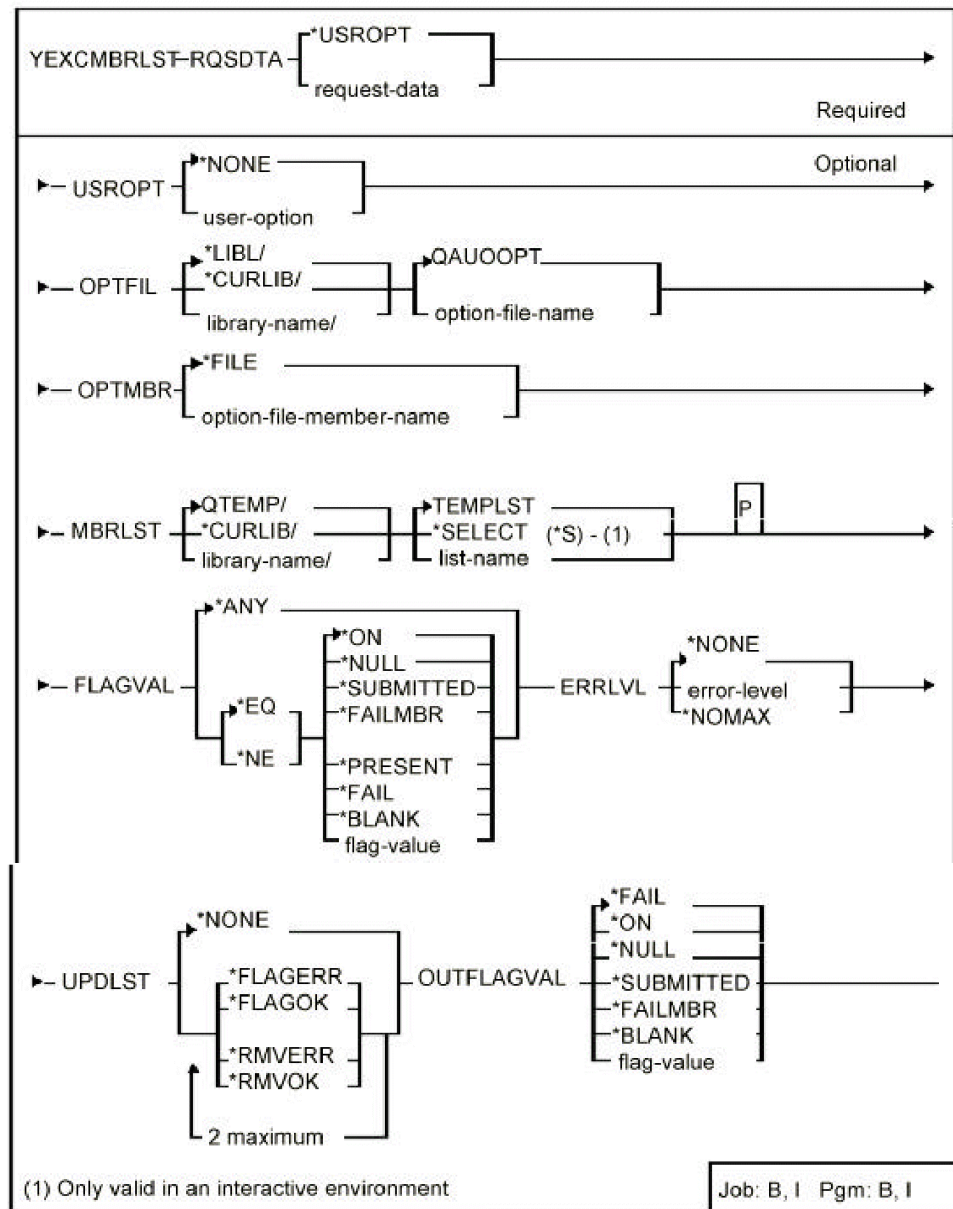 *USROPT
YEXCMBRLST RQSDTA
request-data
Required
Optional
*NONE
USROPT
user-option
*LIBL/ QAUOOPT
OPTFIL *CURLIB/
library-name/ option-file-name
*FILE
OPTMBR
option-file-member-name
QTEMP/ TEMPLST P
MBRLST *CURLIB/ *SELECT (*S) - (1)
library-name/ list-name
*ANY
*ON
*NULL *NONE
FLAGVAL *SUBMITTED ERRLVL error-level
*EQ *FAILMBR *NOMAX
*NE *PRESENT
*FAIL
*BLANK
flag-value
*FAIL
*NONE *ON
*NULL
UPDLST *FLAGERR OUTFLAGVAL *SUBMITTED
*FLAGOK *FAILMBR
*BLANK
*RMVERR flag-value
*RMVOK
2 maximum
(1) Only valid in an interactive environment Job: B, I Pgm: B, I